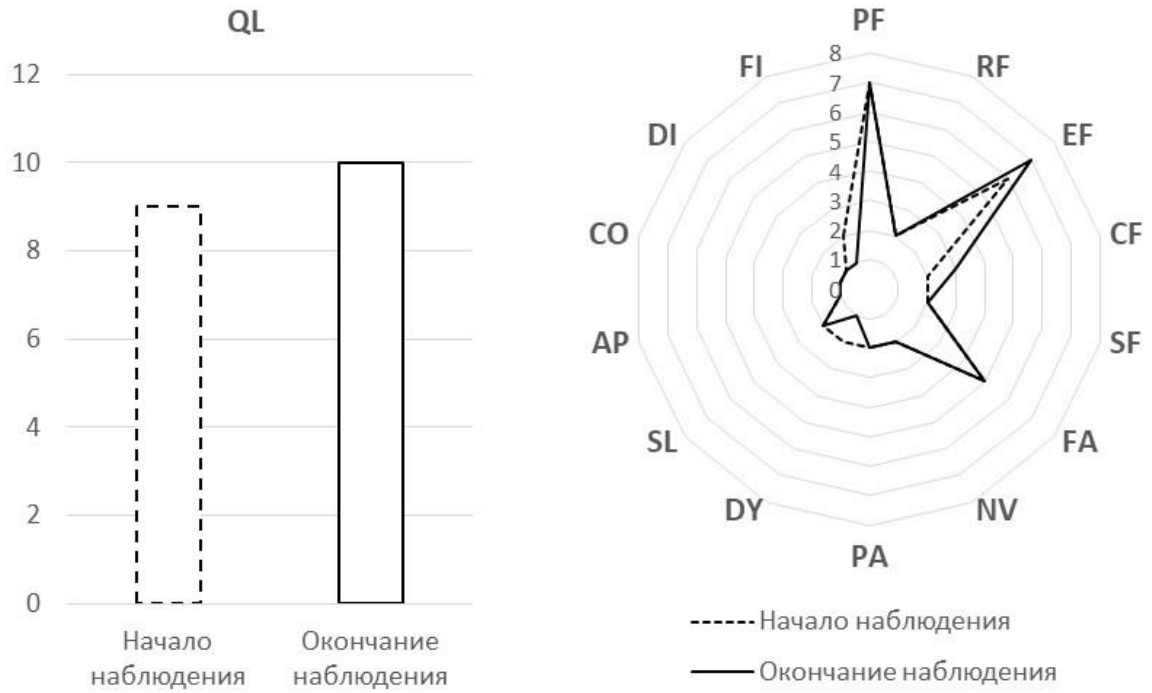 QL
12
10
8
6
4
2
0
Начало
наблюдения
Окончание
наблюдения
PF
RF
EF
CF
SF
FA
NV
PA
DY
SL
AP
CO
DI
FI
8
7
6
5
4
3
2
1
0
Начало наблюдения
Окончание наблюдения